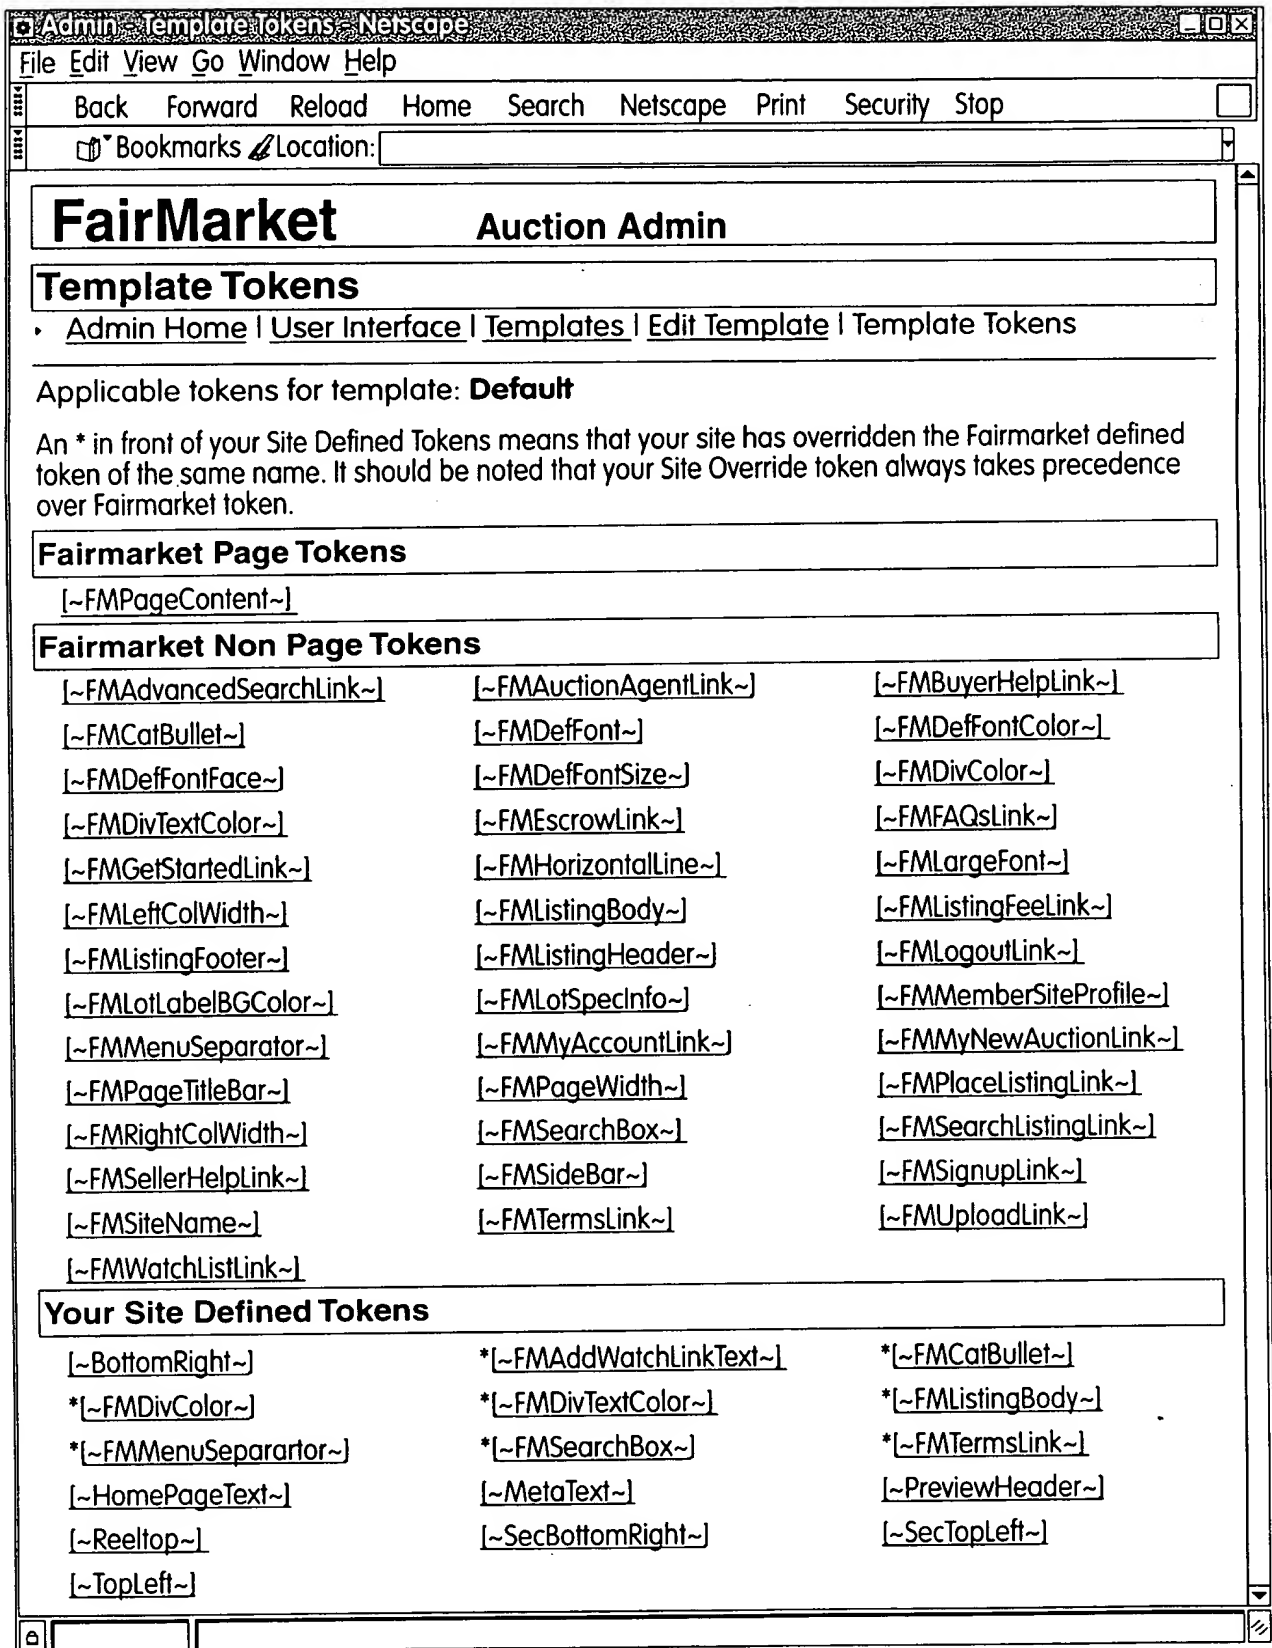 Admin - Template Tokens - Netscape
File Edit View Go Window Help
Back Forward Reload Home Search Netscape Print Security Stop
Bookmarks Location:
FairMarket Auction Admin
Template Tokens
Admin Home | User Interface | Templates | Edit Template | Template Tokens
Applicable tokens for template: Default
An * in front of your Site Defined Tokens means that your site has overridden the Fairmarket defined
token of the same name. It should be noted that your Site Override token always takes precedence
over Fairmarket token.
Fairmarket Page Tokens
[~FMPageContent~]
Fairmarket Non Page Tokens
[~FMAdvancedSearchLink~] [~FMAuctionAgentLink~] [~FMBuyerHelpLink~]
[~FMCatBullet~] [~FMDefFont~] [~FMDefFontColor~]
[~FMDefFontFace~] [~FMDefFontSize~] [~FMDivColor~]
[~FMDivTextColor~] [~FMEscrowLink~] [~FMFAQsLink~]
[~FMGetStartedLink~] [~FMHorizontalLine~] [~FMLargeFont~]
[~FMLeftColWidth~] [~FMListingBody~] [~FMListingFeeLink~]
[~FMListingFooter~] [~FMListingHeader~] [~FMLogoutLink~]
[~FMLotLabelBGColor~] [~FMLotSpecInfo~] [~FMMemberSiteProfile~]
[~FMMenuSeparator~] [~FMMyAccountLink~] [~FMMyNewAuctionLink~]
[~FMPageTitleBar~] [~FMPageWidth~] [~FMPlaceListingLink~]
[~FMRightColWidth~] [~FMSearchBox~] [~FMSearchListingLink~]
[~FMSellerHelpLink~] [~FMSideBar~] [~FMSignupLink~]
[~FMSiteName~] [~FMTermsLink~] [~FMUploadLink~]
[~FMWatchListLink~]
Your Site Defined Tokens
[~BottomRight~] *[~FMAddWatchLinkText~] *[~FMCatBullet~]
*[~FMDivColor~] *[~FMDivTextColor~] *[~FMListingBody~]
*[~FMMenuSeparartor~] *[~FMSearchBox~] *[~FMTermsLink~]
[~HomePageText~] [~MetaText~] [~PreviewHeader~]
[~Reeltop~] [~SecBottomRight~] [~SecTopLeft~]
[~TopLeft~]